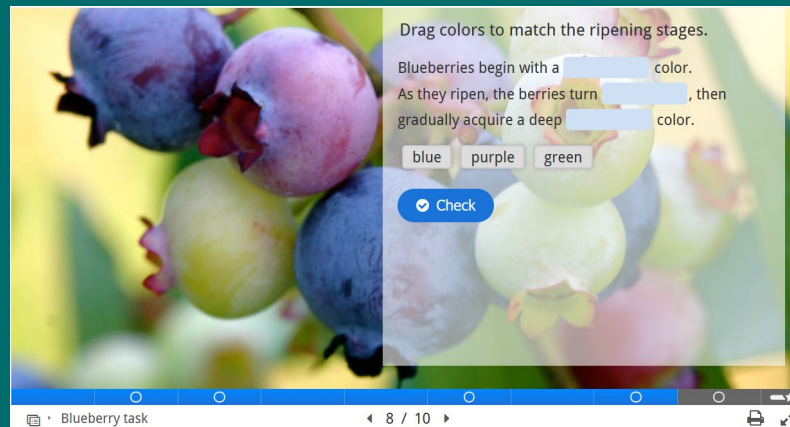 Drag colors to match the ripening stages.
Blueberries begin with a color.
As they ripen, the berries turn , then
gradually acquire a deep color.
blue purple green
Check
Blueberry task
8 / 10